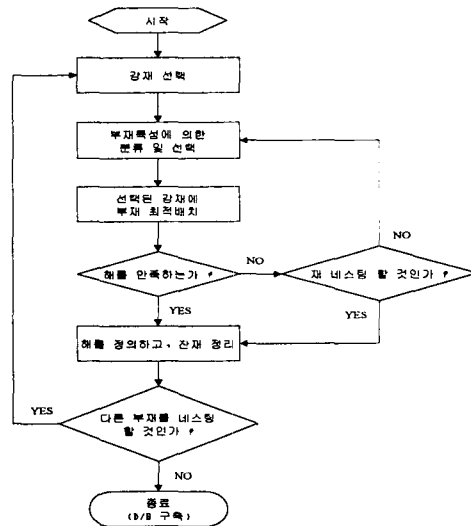 시작
강재 선택
부재특성에 의한
분류 및 선택
선택된 강재에
부재 최적배치
해를 만족하는가 ?
NO
재 네스팅 할 것인가 ?
NO
YES
YES
해를 정의하고, 잔재 정리
다른 부재를 네스팅
할 것인가 ?
YES
NO
종료
(D/B 구축)